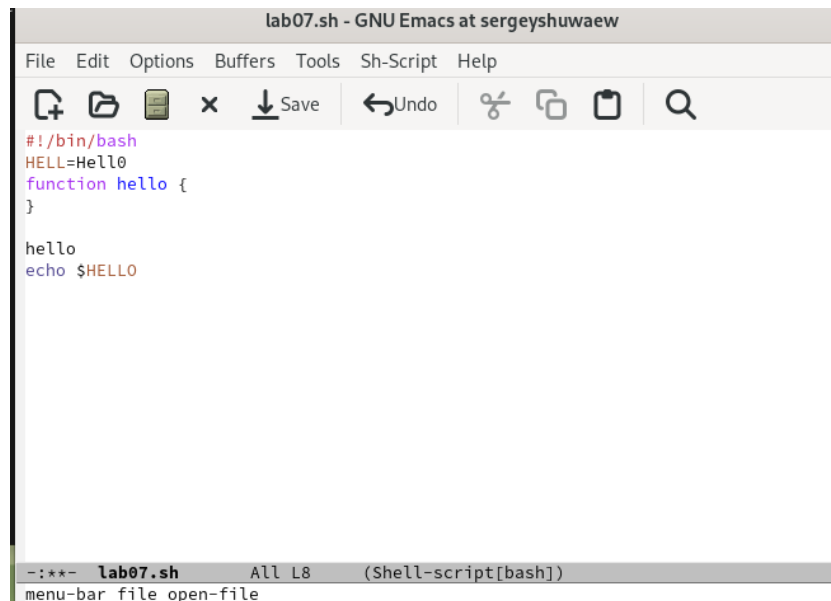 lab07.sh - GNU Emacs at sergeyshuwaew
File Edit Options Buffers Tools Sh-Script Help
Save Undo
#!/bin/bash
HELL=Hell0
function hello {
}
hello
echo $HELLO
-:**- lab07.sh All L8 (Shell-script[bash])
menu-bar file open-file